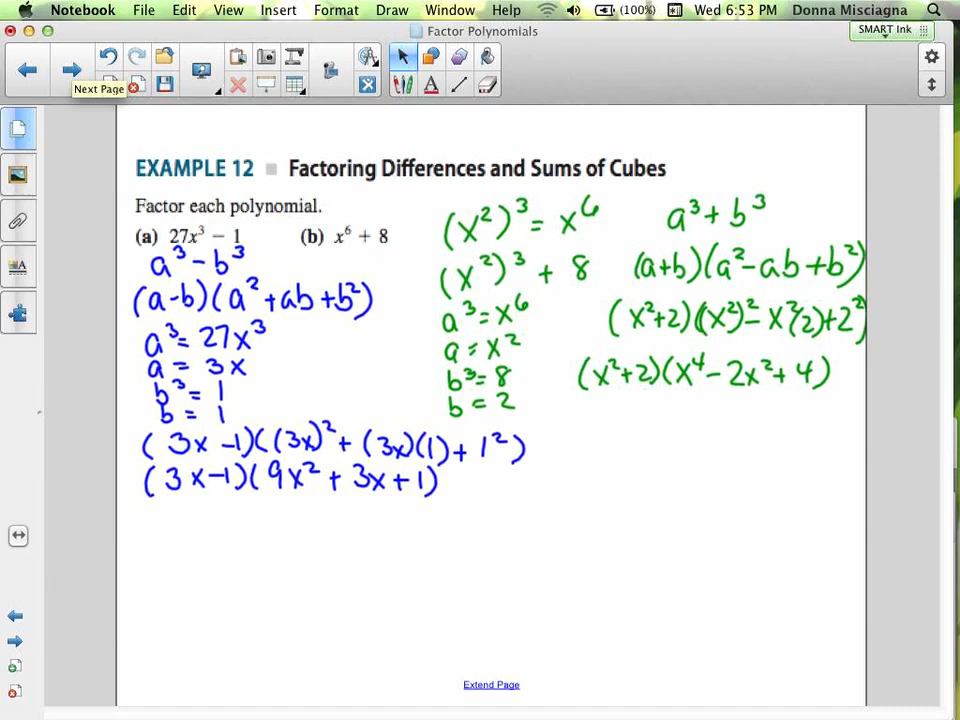 Notebook File Edit View Insert Format Draw Window Help (100%) Wed 6:53 PM Donna Misciagna
Factor Polynomials
SMART Ink
Next Page
EXAMPLE 12 Factoring Differences and Sums of Cubes
Factor each polynomial.
(a) 27x³ − 1 (b) x⁶ + 8
a³ - b³
(a-b)(a² + ab + b²)
a³ = 27x³
a = 3x
b³ = 1
b = 1
(3x - 1)((3x)² + (3x)(1) + 1²)
(3x-1)(9x² + 3x + 1)
(x²)³ = x⁶
(x²)³ + 8
a³ = x⁶
a = x²
b³ = 8
b = 2
a³ + b³
(a+b)(a² - ab + b²)
(x²+2)((x²)² - x²(2) + 2²)
(x²+2)(x⁴ - 2x² + 4)
Extend Page